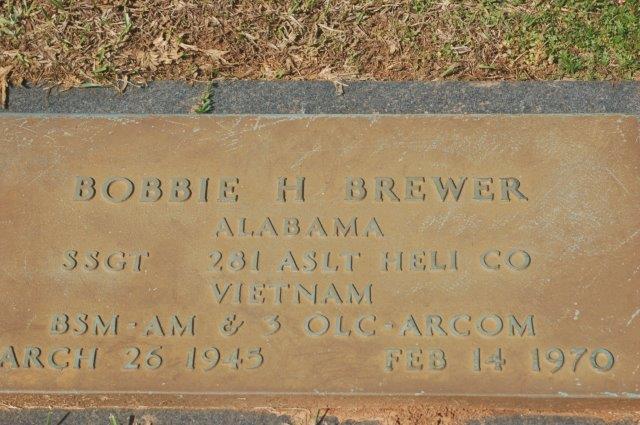 BOBBIE H BREWER
ALABAMA
SSGT 281 ASLT HELI CO
VIETNAM
BSM-AM & 3 OLC-ARCOM
ARCH 26 1945 FEB 14 1970